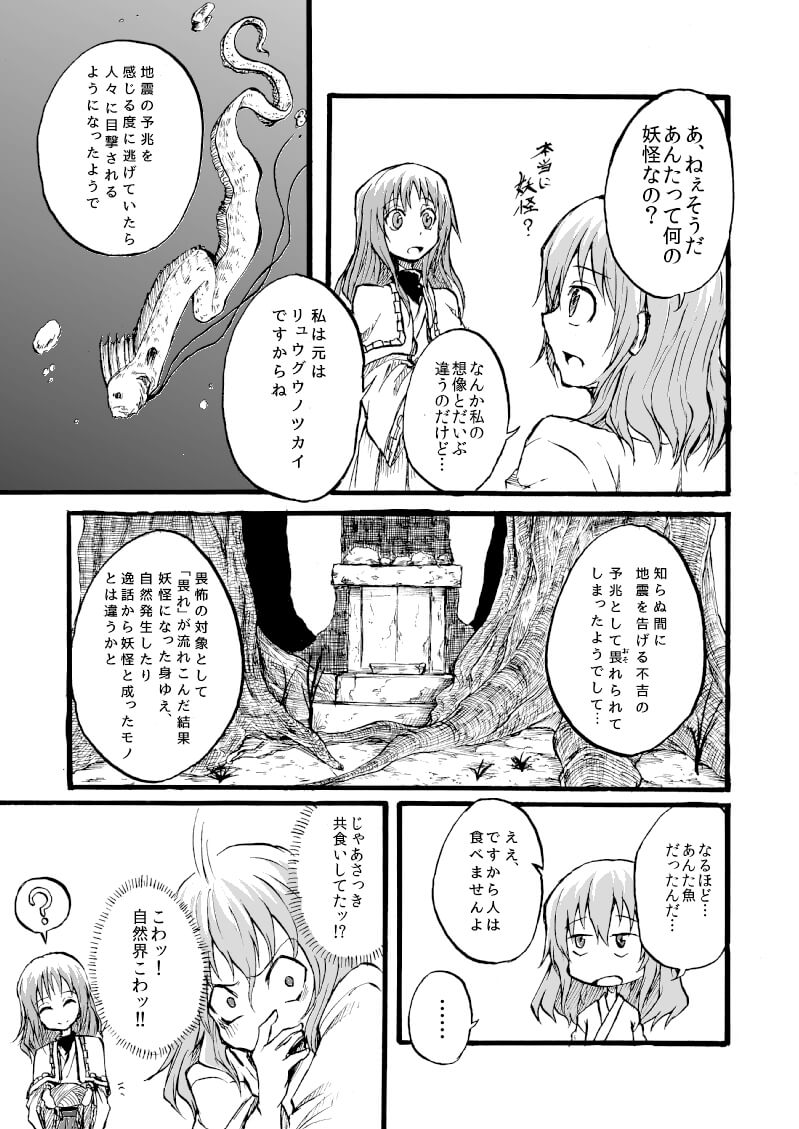 あ、ねぇそうだ
あんたって何の
妖怪なの？
本当に
妖怪？
なんか私の
想像とだいぶ
違うのだけど…
私は元は
リュウグウノツカイ
ですからね
地震の予兆を
感じる度に逃げていたら
人々に目撃される
ようになったようで
知らぬ間に
地震を告げる不吉の
予兆として畏れられて
おそ
しまったようでして…
畏怖の対象として
「畏れ」が流れこんだ結果
妖怪になった身ゆえ、
自然発生したり
逸話から妖怪と成ったモノ
とは違うかと
なるほど…
あんた魚
だったんだ…
ええ、
ですから人は
食べませんよ
……
じゃあさっき
共食いしてたッ!?
こわッ！
自然界こわッ!!
？